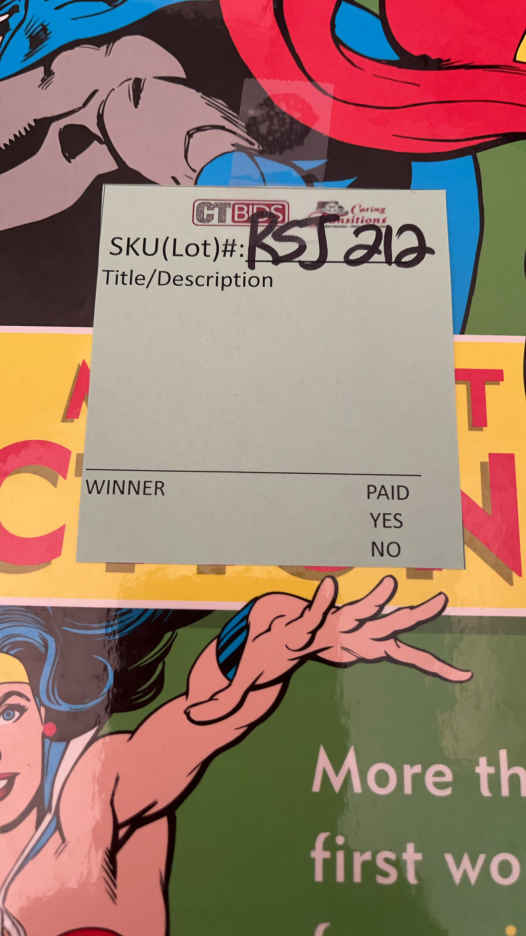 CTBIDS Caring Transitions
SKU(Lot)#: RSJ 212
Title/Description
T
C N
WINNER PAID
YES
NO
More th
first wo